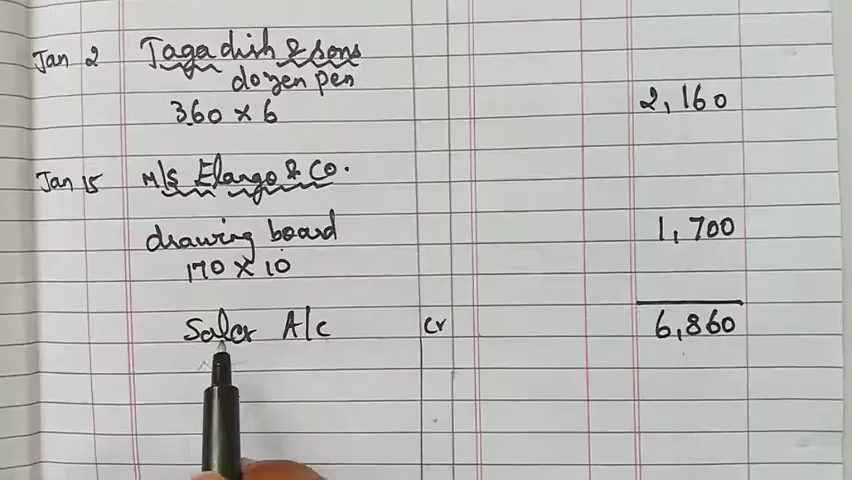 Jan 2 Jagadish & sons
dozen pen
360 × 6 2,160
Jan 15 M/S Elango & Co.
drawing board 1,700
170 × 10
Sales A/c Cr 6,860